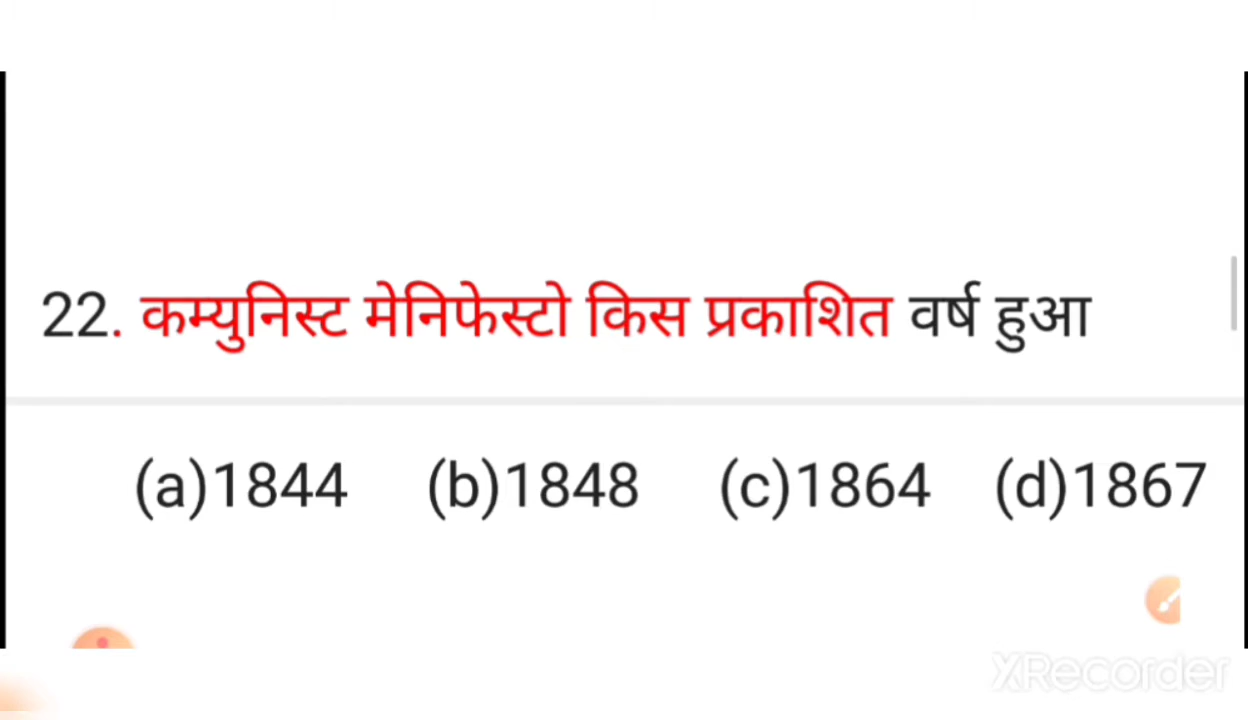 22. कम्युनिस्ट मेनिफेस्टो किस प्रकाशित वर्ष हुआ
(a)1844 (b)1848 (c)1864 (d)1867
XRecorder